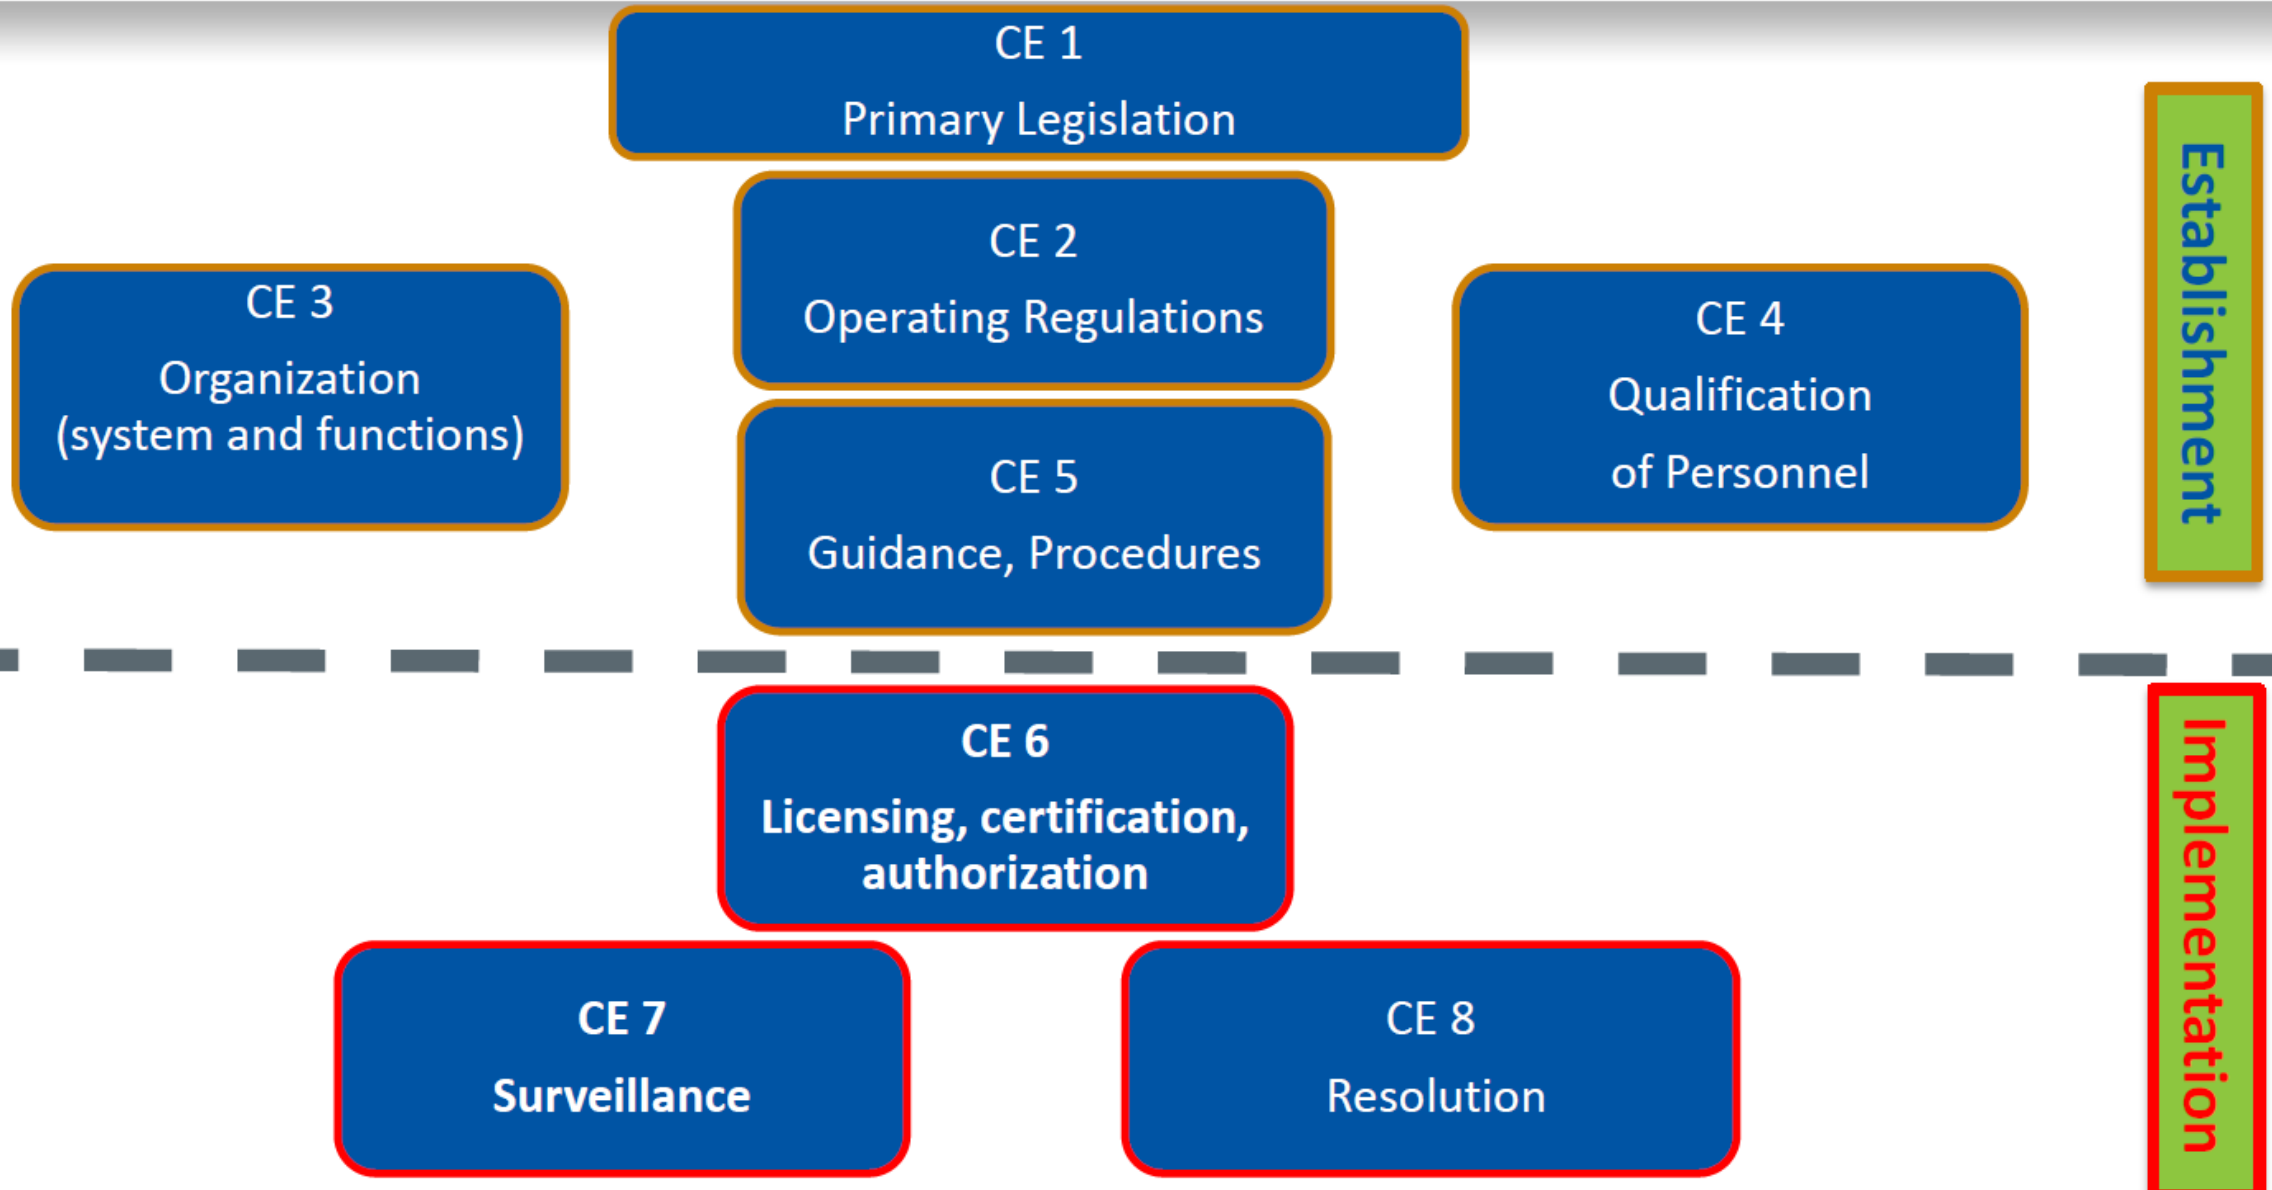 CE 1
Primary Legislation
CE 2
Operating Regulations
CE 3
Organization
(system and functions)
CE 4
Qualification
of Personnel
CE 5
Guidance, Procedures
Establishment
CE 6
Licensing, certification,
authorization
CE 7
Surveillance
CE 8
Resolution
Implementation